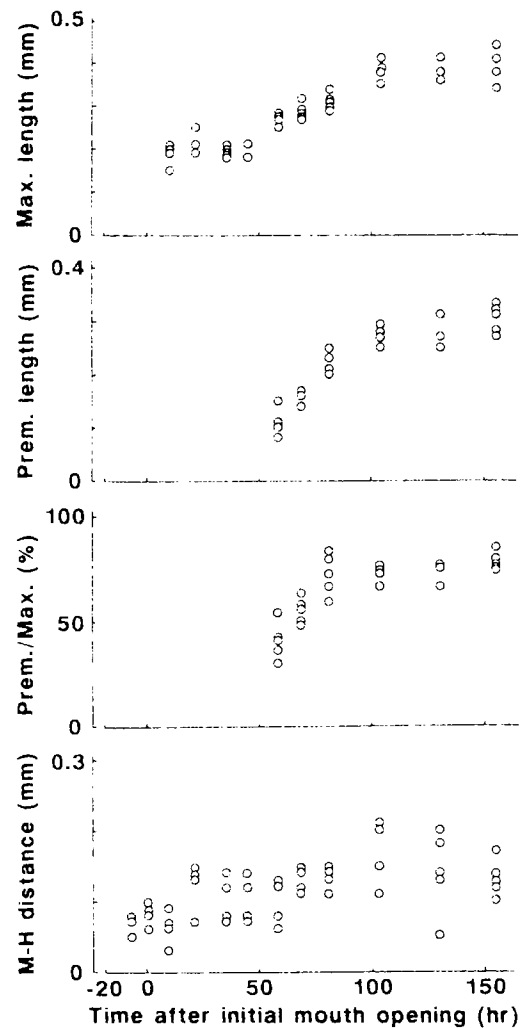 0.5
Max. length (mm)
0
0.4
Prem. length (mm)
0
100
Prem./Max. (%)
50
0
0.3
M-H distance (mm)
0
-20 0 50 100 150
Time after initial mouth opening (hr)